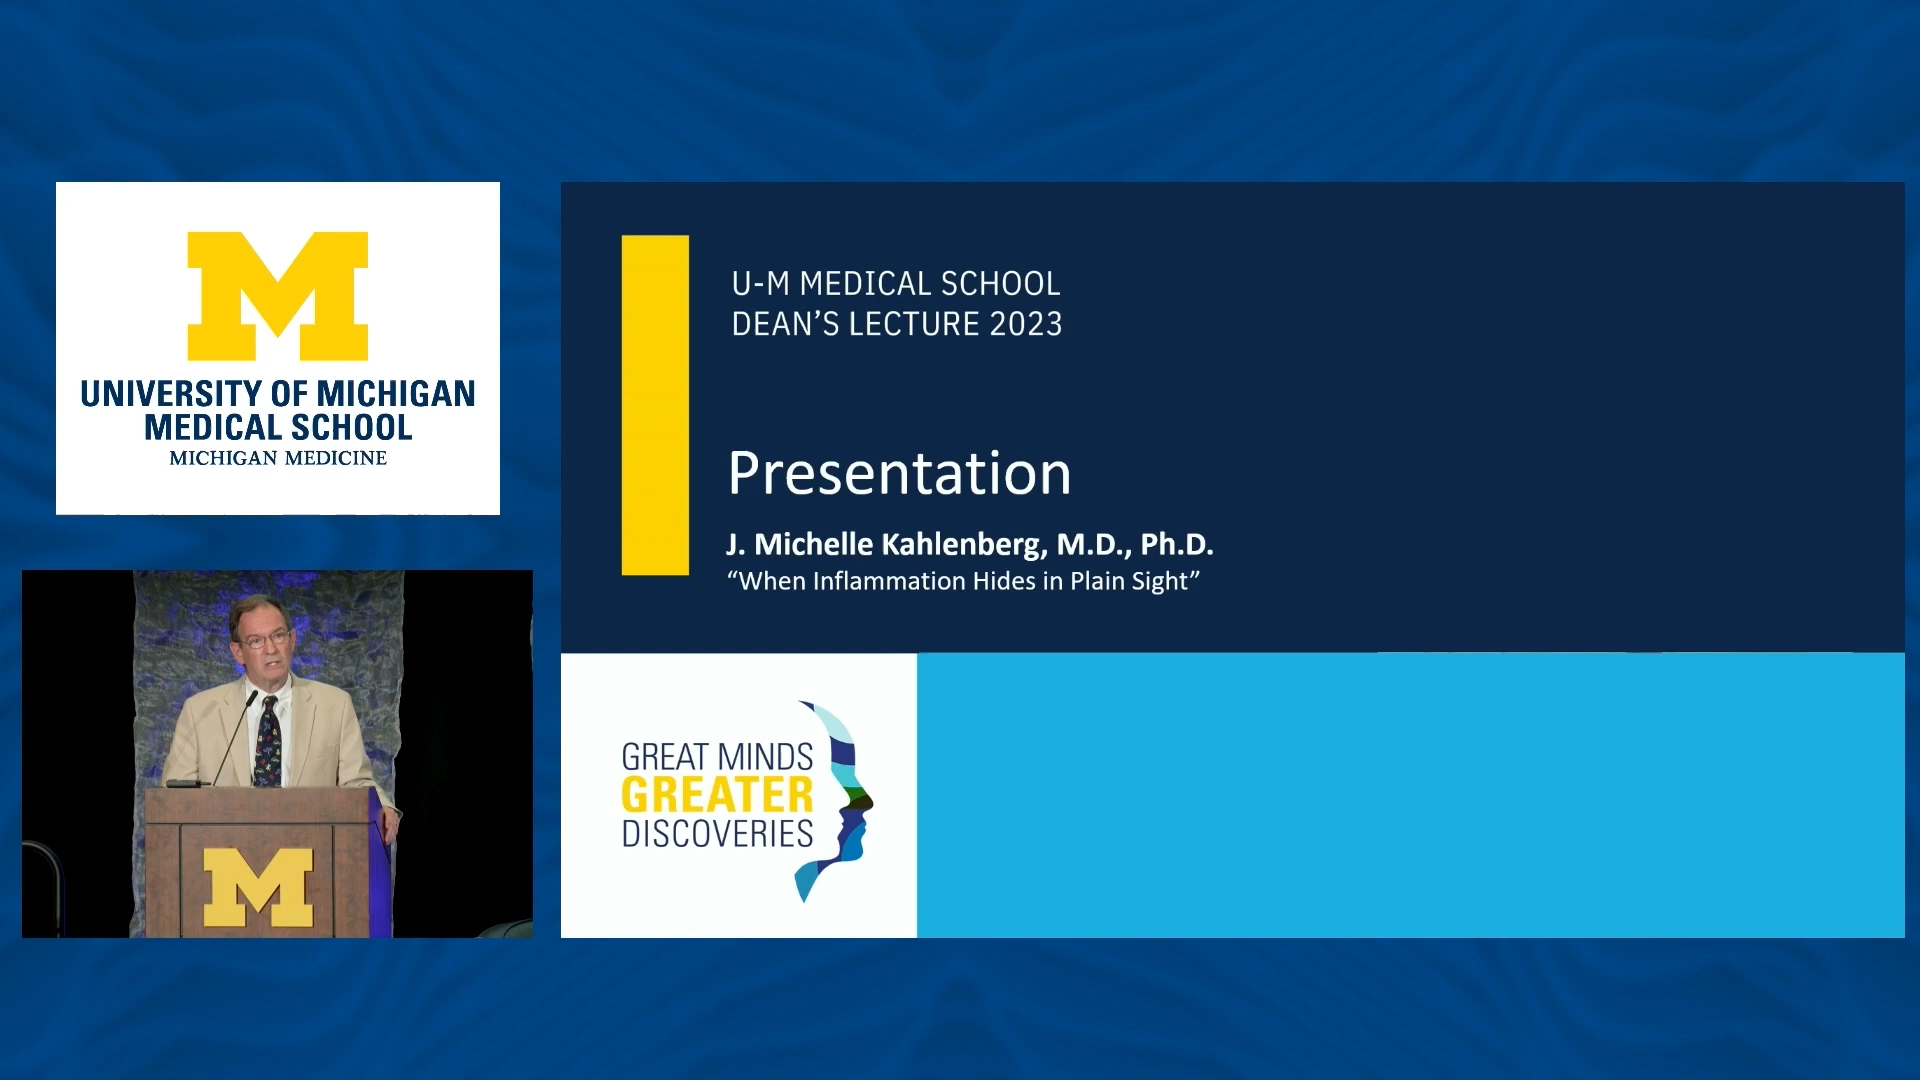 M
UNIVERSITY OF MICHIGAN
MEDICAL SCHOOL
MICHIGAN MEDICINE
U-M MEDICAL SCHOOL
DEAN’S LECTURE 2023
Presentation
J. Michelle Kahlenberg, M.D., Ph.D.
“When Inflammation Hides in Plain Sight”
GREAT MINDS
GREATER
DISCOVERIES
M